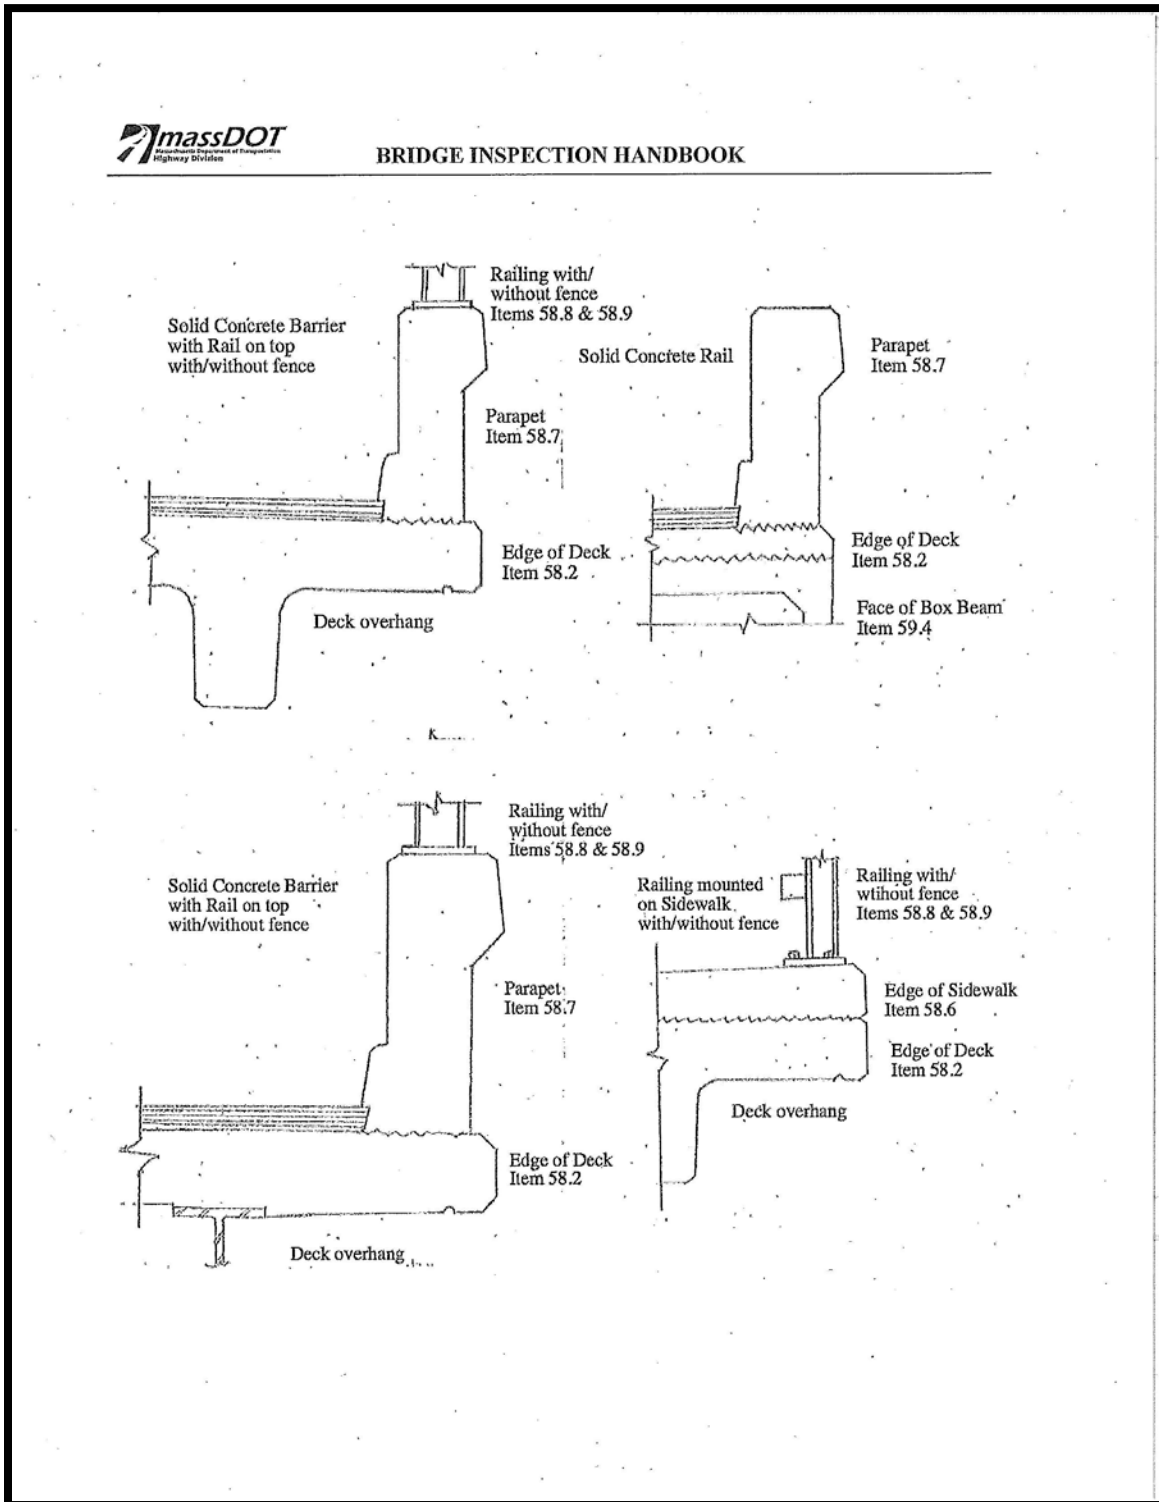 massDOT
Massachusetts Department of Transportation
Highway Division
BRIDGE INSPECTION HANDBOOK
Solid Concrete Barrier
with Rail on top
with/without fence
Railing with/
without fence
Items 58.8 & 58.9
Parapet
Item 58.7
Edge of Deck
Item 58.2
Deck overhang
Solid Concrete Rail
Parapet
Item 58.7
Edge of Deck
Item 58.2
Face of Box Beam
Item 59.4
Solid Concrete Barrier
with Rail on top
with/without fence
Railing with/
without fence
Items 58.8 & 58.9
Parapet
Item 58.7
Edge of Deck
Item 58.2
Deck overhang
Railing mounted
on Sidewalk
with/without fence
Railing with/
wtihout fence
Items 58.8 & 58.9
Edge of Sidewalk
Item 58.6
Edge of Deck
Item 58.2
Deck overhang